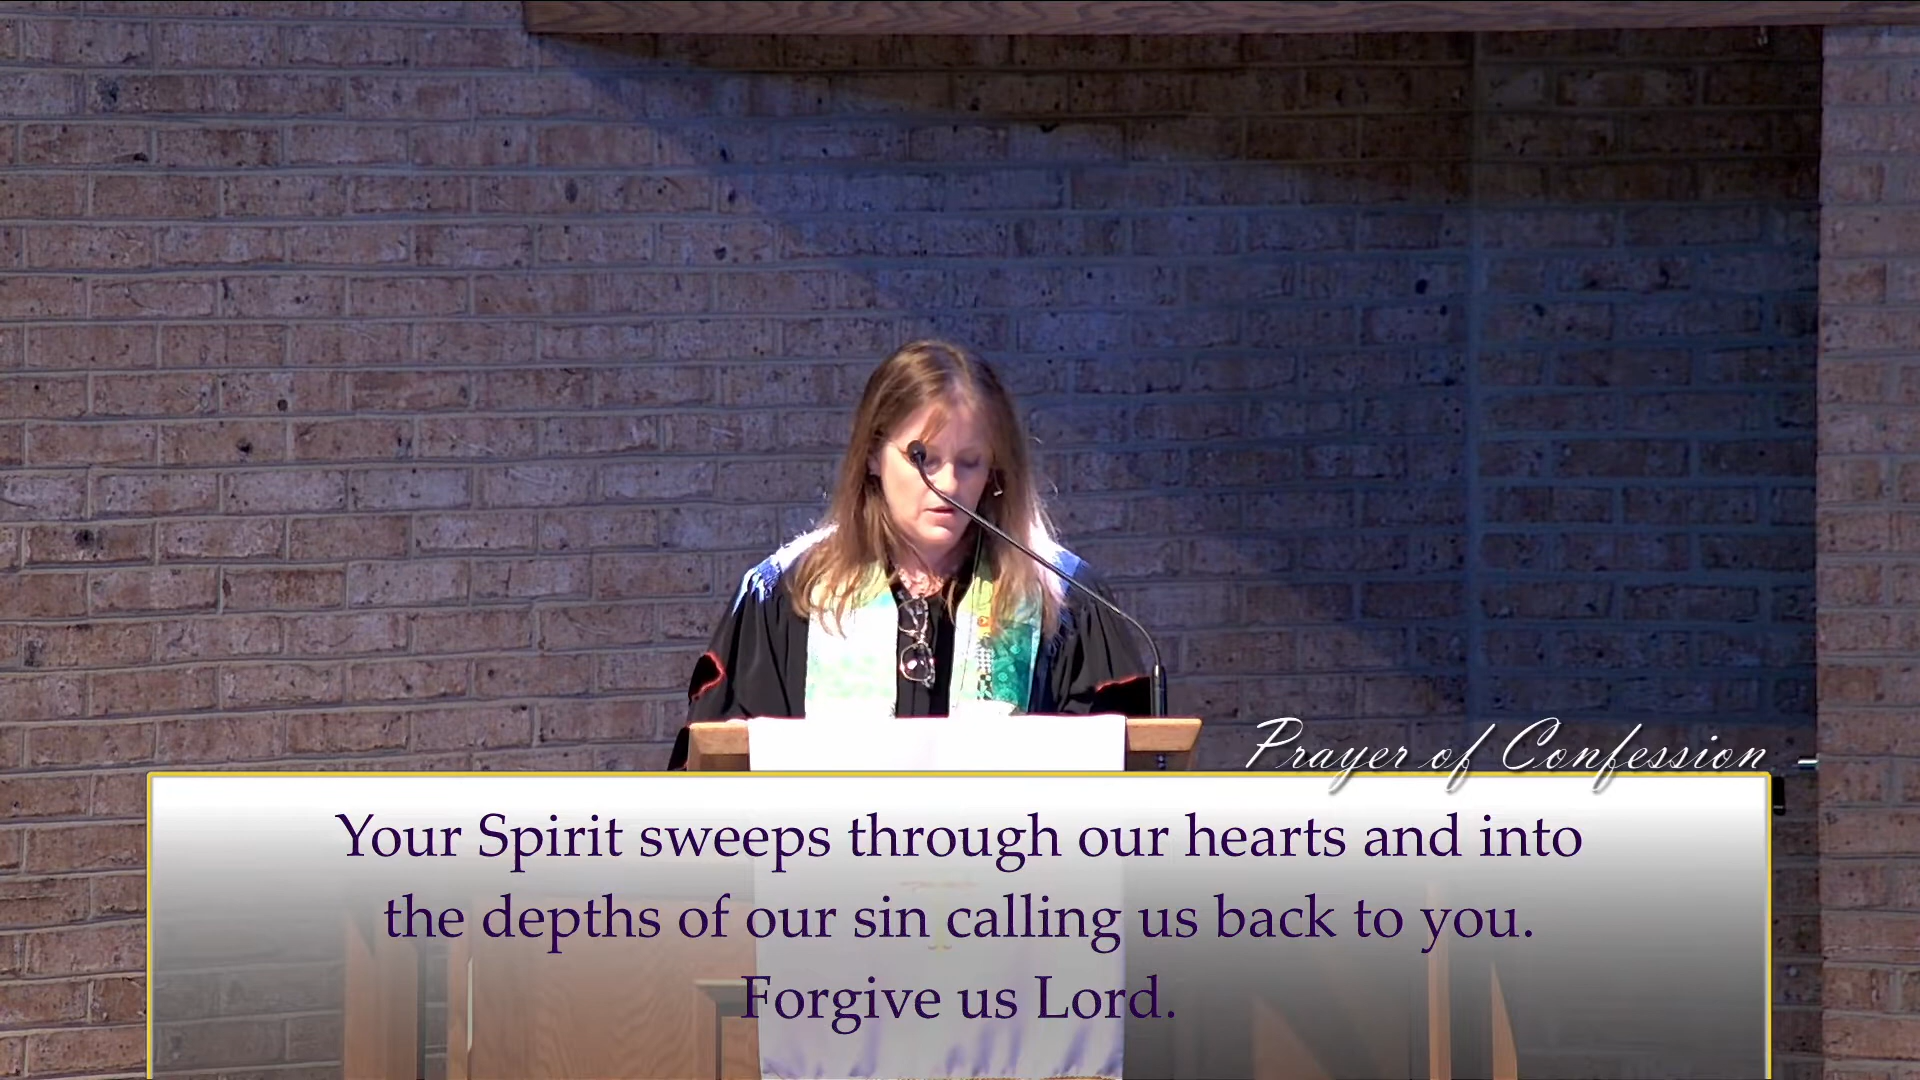 Prayer of Confession
Your Spirit sweeps through our hearts and into
the depths of our sin calling us back to you.
Forgive us Lord.